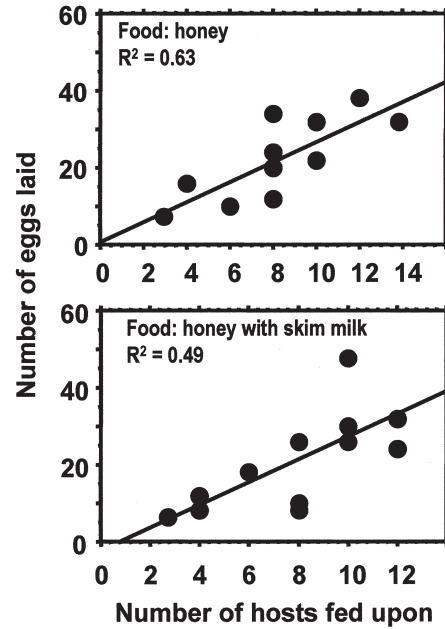 60
Food: honey
R² = 0.63
40
20
0
0 2 4 6 8 10 12 14
Number of eggs laid
60
Food: honey with skim milk
R² = 0.49
40
20
0
0 2 4 6 8 10 12
Number of hosts fed upon